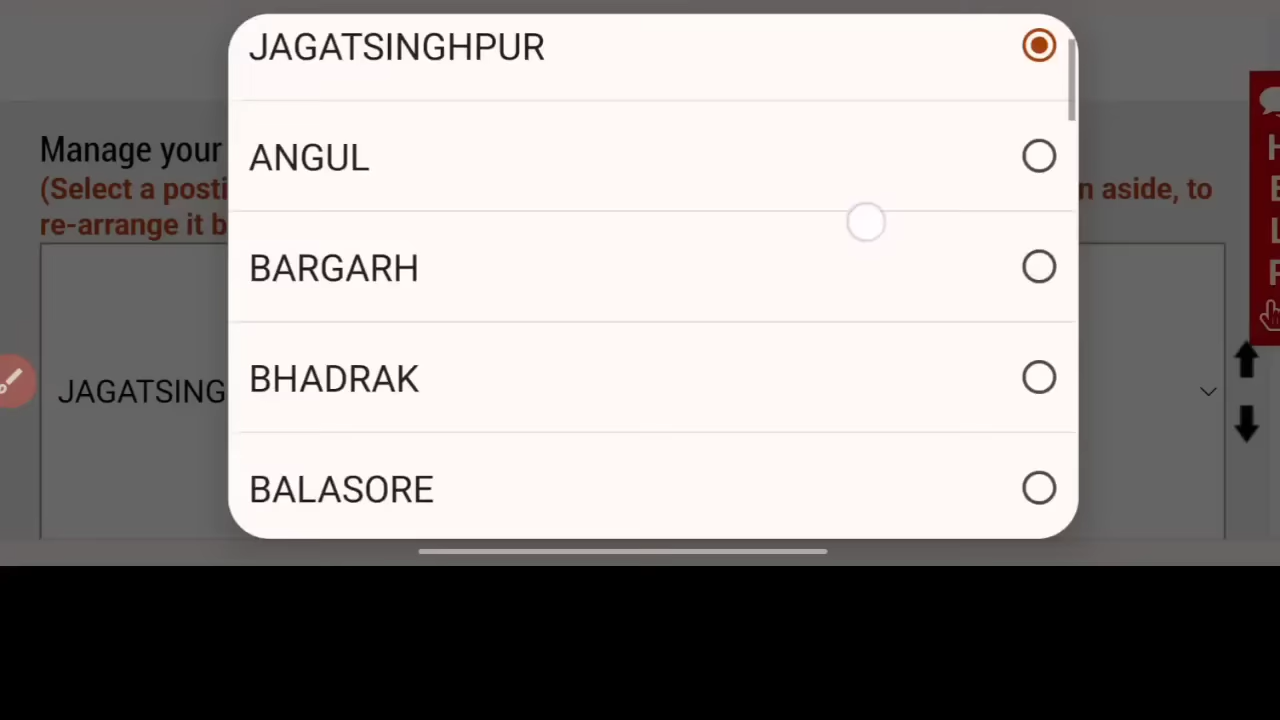 JAGATSINGHPUR
ANGUL
Manage your
(Select a posti
n aside, to
re-arrange it b
BARGARH
BHADRAK
JAGATSING
BALASORE
H
E
L
P